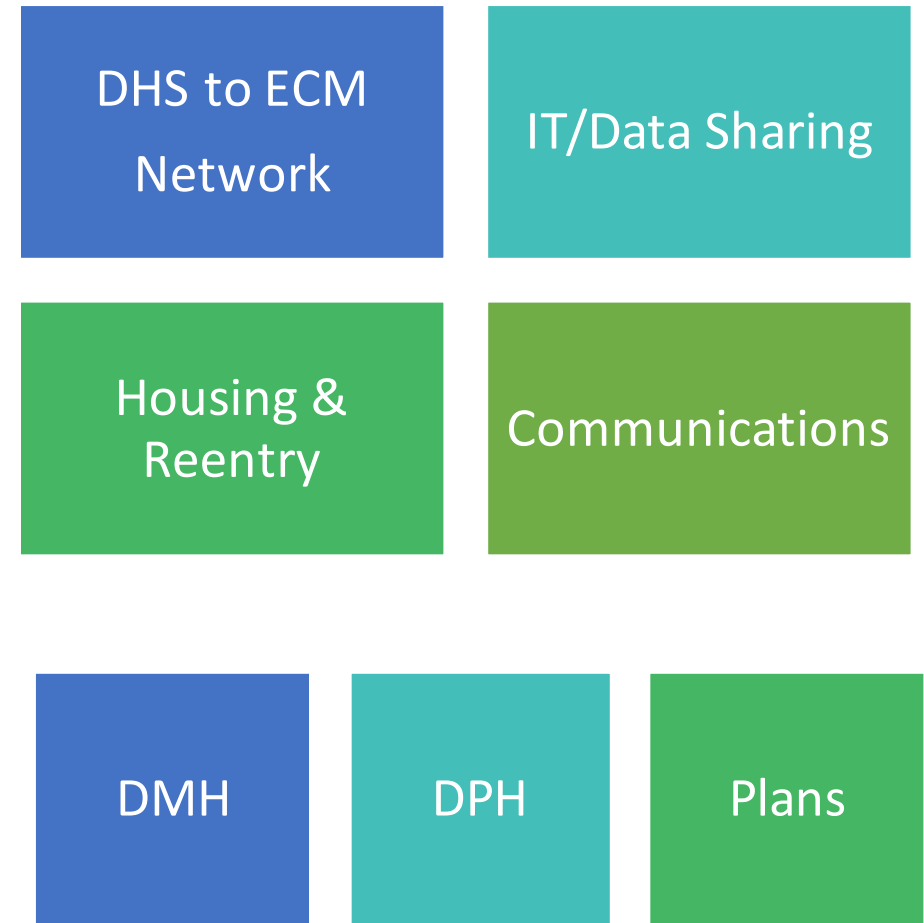 DHS to ECM
Network
IT/Data Sharing
Housing &
Reentry
Communications
DMH
DPH
Plans